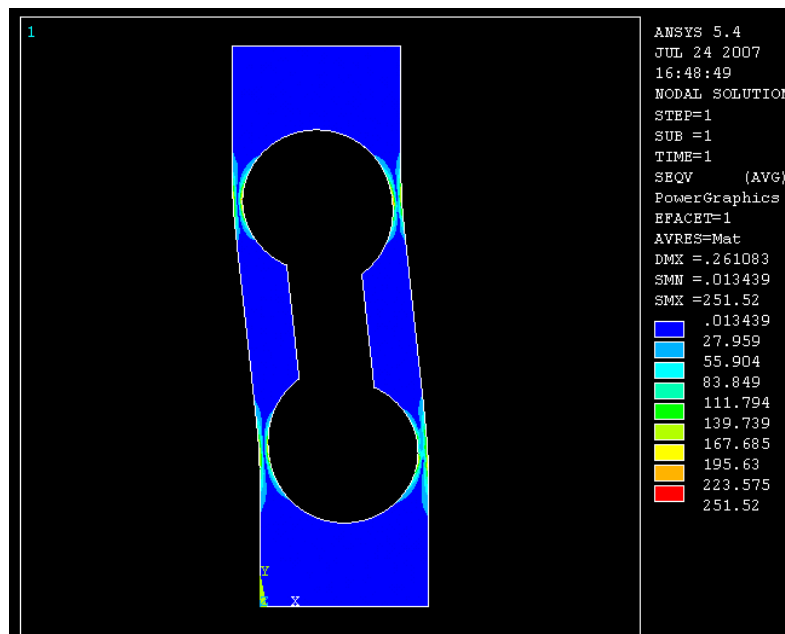 1
ANSYS 5.4
JUL 24 2007
16:48:49
NODAL SOLUTION
STEP=1
SUB =1
TIME=1
SEQV (AVG)
PowerGraphics
EFACET=1
AVRES=Mat
DMX =.261083
SMN =.013439
SMX =251.52
.013439
27.959
55.904
83.849
111.794
139.739
167.685
195.63
223.575
251.52
Y
X